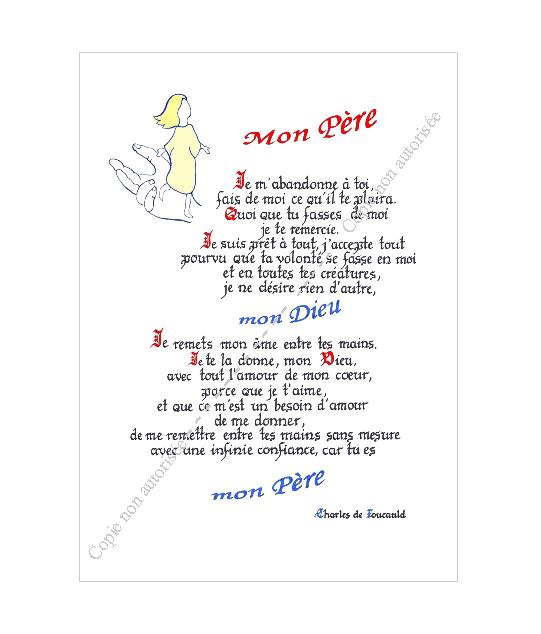 Mon Père
Je m'abandonne à toi,
fais de moi ce qu'il te plaira.
Quoi que tu fasses de moi
je te remercie.
Je suis prêt à tout, j'accepte tout
pourvu que ta volonté se fasse en moi
et en toutes tes créatures,
je ne désire rien d'autre,
mon Dieu
Je remets mon âme entre tes mains.
Je te la donne, mon Dieu,
avec tout l'amour de mon cœur,
parce que je t'aime,
et que ce m'est un besoin d'amour
de me donner,
de me remettre entre tes mains sans mesure
avec une infinie confiance, car tu es
mon Père
Charles de Foucauld
Copie non autorisée
Copie non autorisée